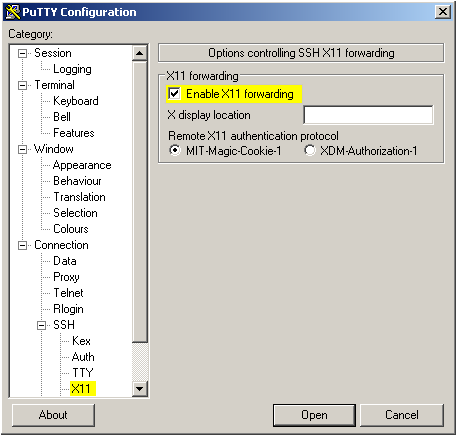 PuTTY Configuration
Category:
Session
Logging
Terminal
Keyboard
Bell
Features
Window
Appearance
Behaviour
Translation
Selection
Colours
Connection
Data
Proxy
Telnet
Rlogin
SSH
Kex
Auth
TTY
X11
Options controlling SSH X11 forwarding
X11 forwarding
Enable X11 forwarding
X display location
Remote X11 authentication protocol
MIT-Magic-Cookie-1 XDM-Authorization-1
About Open Cancel